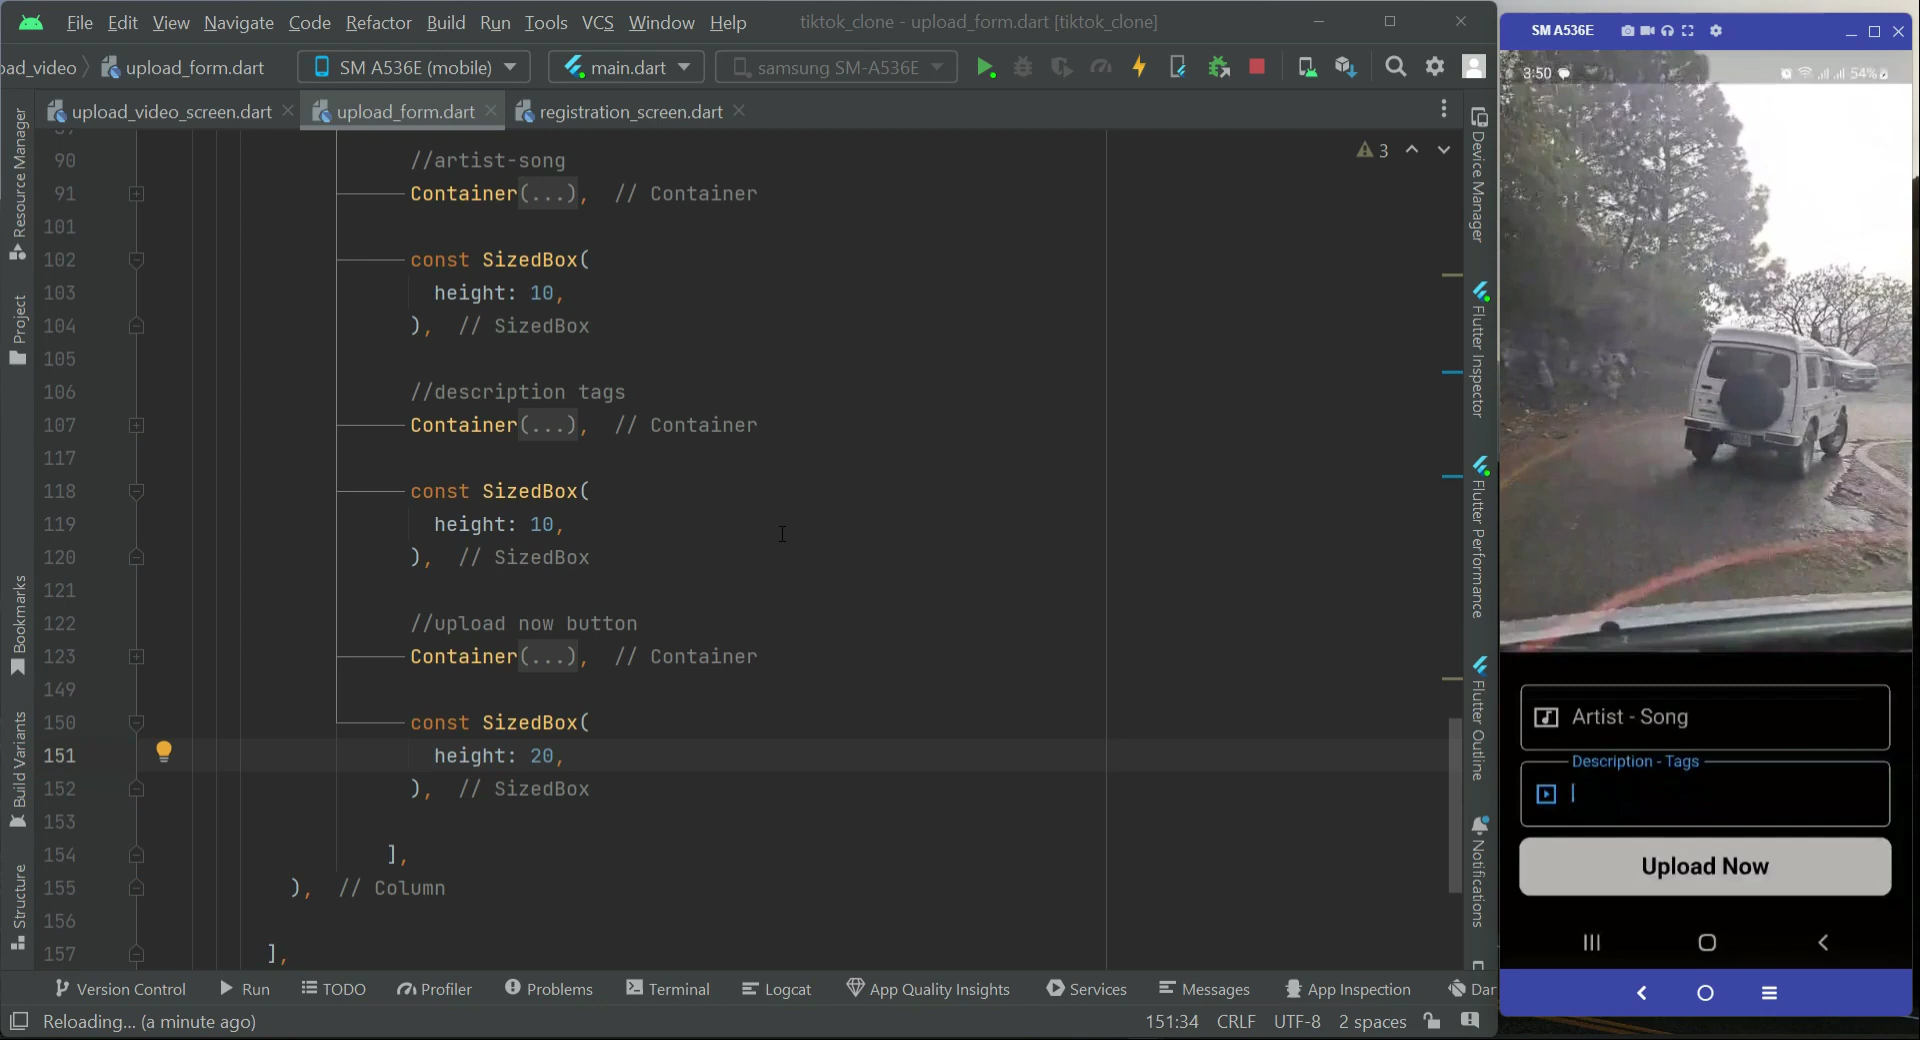 File Edit View Navigate Code Refactor Build Run Tools VCS Window Help tiktok_clone - upload_form.dart [tiktok_clone]
oad_video upload_form.dart SM A536E (mobile) main.dart samsung SM-A536E
upload_video_screen.dart upload_form.dart registration_screen.dart
3
90 //artist-song
91 Container(...), // Container
101
102 const SizedBox(
103 height: 10,
104 ), // SizedBox
105
106 //description tags
107 Container(...), // Container
117
118 const SizedBox(
119 height: 10,
120 ), // SizedBox
121
122 //upload now button
123 Container(...), // Container
149
150 const SizedBox(
151 height: 20,
152 ), // SizedBox
153
154 ],
155 ), // Column
156
157 ],
Resource Manager
Project
Bookmarks
Build Variants
Structure
Device Manager
Flutter Inspector
Flutter Performance
Flutter Outline
Notifications
Version Control Run TODO Profiler Problems Terminal Logcat App Quality Insights Services Messages App Inspection Dar
Reloading... (a minute ago) 151:34 CRLF UTF-8 2 spaces
SM A536E
3:50 54%
Artist - Song
Description - Tags
Upload Now